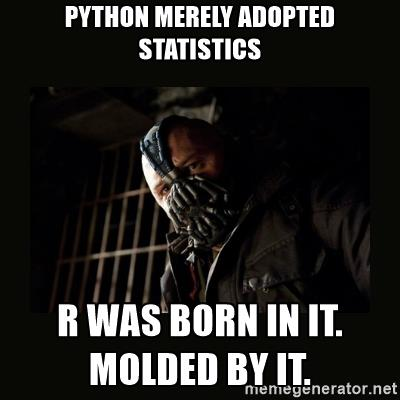 PYTHON MERELY ADOPTED
STATISTICS
R WAS BORN IN IT.
MOLDED BY IT.
memegenerator.net